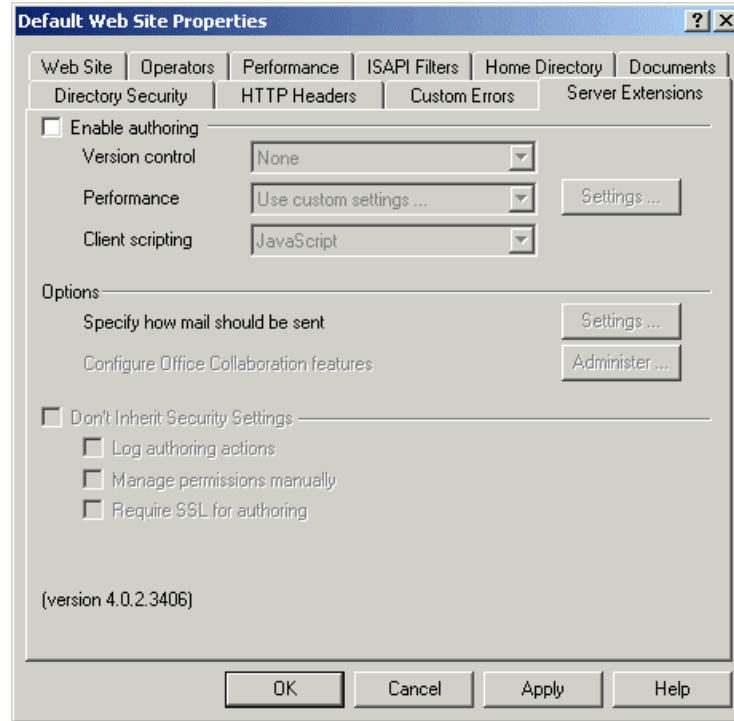 Default Web Site Properties
Web Site Operators Performance ISAPI Filters Home Directory Documents
Directory Security HTTP Headers Custom Errors Server Extensions
Enable authoring
Version control None
Performance Use custom settings ... Settings ...
Client scripting JavaScript
Options
Specify how mail should be sent Settings ...
Configure Office Collaboration features Administer ...
Don't Inherit Security Settings
Log authoring actions
Manage permissions manually
Require SSL for authoring
(version 4.0.2.3406)
OK Cancel Apply Help